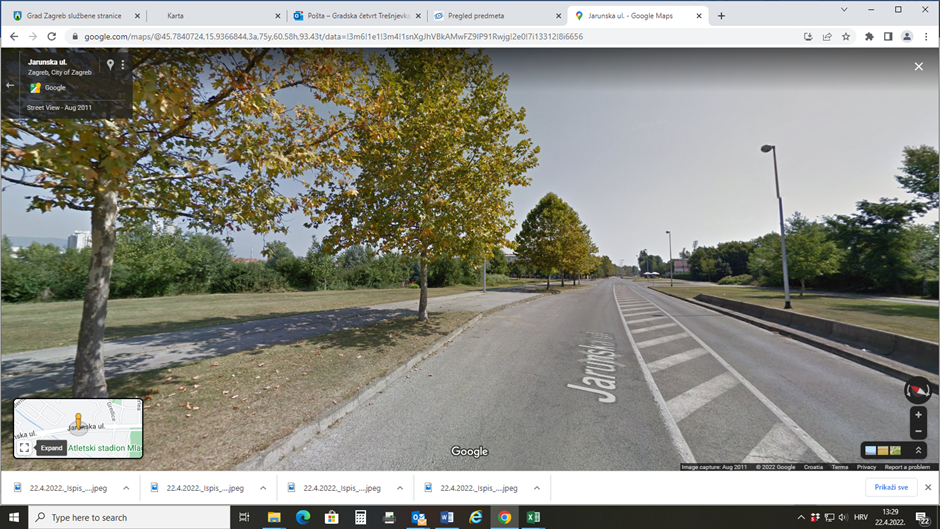 Grad Zagreb službene stranice
Karta
Pošta – Gradska četvrt Trešnjevka
Pregled predmeta
Jarunska ul. - Google Maps
google.com/maps/@45.7840724,15.9366844,3a,75y,60.58h,93.43t/data=!3m6!1e1!3m4!1snXgJhVBkAMwFZ9lP91Rwjg!2e0!7i13312!8i6656
Jarunska ul.
Zagreb, City of Zagreb
Google
Street View - Aug 2011
Jarunska ul.
Jarunska ul.
Expand
Atletski stadion Mla
Google
Image capture: Aug 2011 © 2022 Google Croatia Terms Privacy Report a problem
22.4.2022._Ispis_....jpeg
22.4.2022._Ispis_....jpeg
22.4.2022._Ispis_....jpeg
22.4.2022._Ispis_....jpeg
Prikaži sve
Type here to search
HRV
13:29
22.4.2022.
22